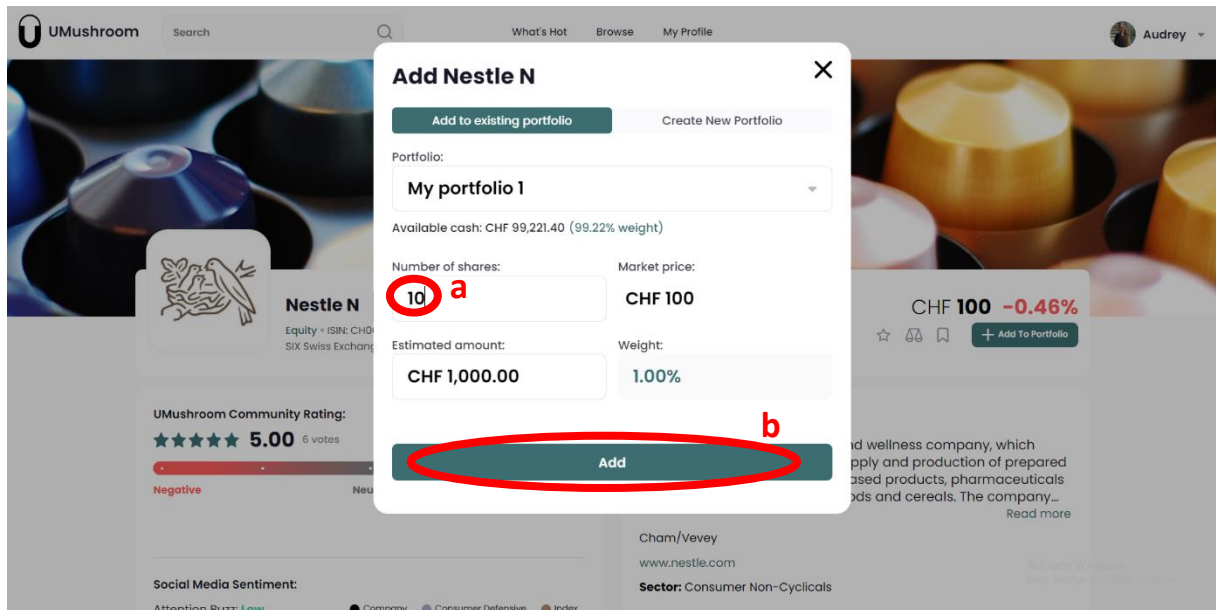 UMushroom
Search
What's Hot
Browse
My Profile
Audrey
Add Nestle N
Add to existing portfolio
Create New Portfolio
Portfolio:
My portfolio 1
Available cash: CHF 99,221.40 (99.22% weight)
Number of shares:
Market price:
10
a
CHF 100
Estimated amount:
Weight:
CHF 1,000.00
1.00%
b
Add
Nestle N
Equity • ISIN: CH0
SIX Swiss Exchang
CHF 100 -0.46%
+ Add To Portfolio
UMushroom Community Rating:
5.00 6 votes
Negative
Neu
nd wellness company, which
pply and production of prepared
ased products, pharmaceuticals
ods and cereals. The company...
Read more
Cham/Vevey
www.nestle.com
Sector: Consumer Non-Cyclicals
Social Media Sentiment:
Attention Buzz: Low
Company
Consumer Defensive
Index